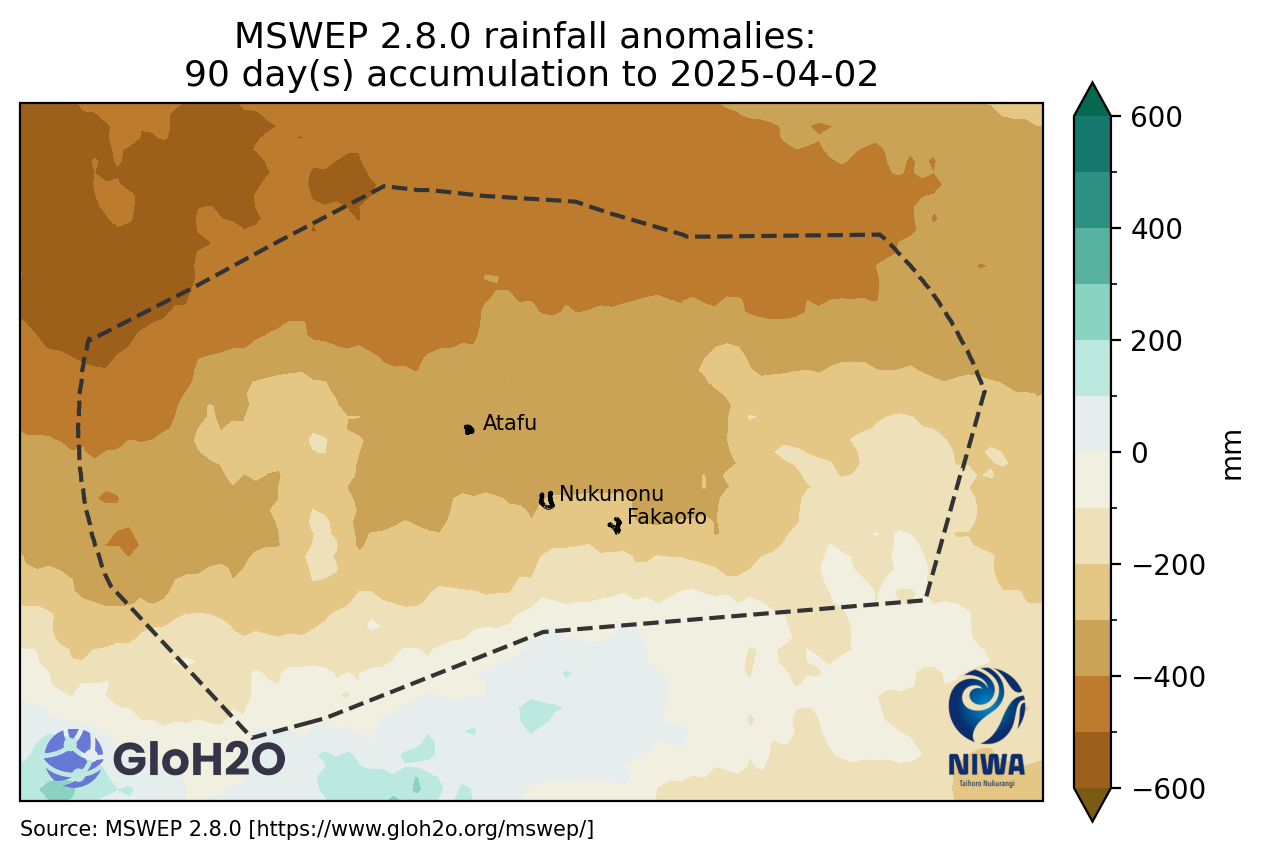 MSWEP 2.8.0 rainfall anomalies:
90 day(s) accumulation to 2025-04-02
600
400
200
0
−200
−400
−600
mm
Atafu
Nukunonu
Fakaofo
GloH2O
NIWA
Taihoro Nukurangi
Source: MSWEP 2.8.0 [https://www.gloh2o.org/mswep/]